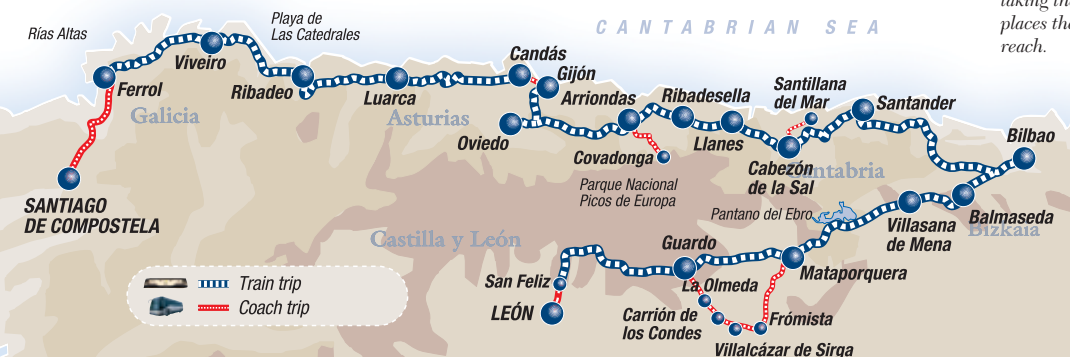 taking tha
places the
reach.
CANTABRIAN SEA
Rías Altas
Playa de
Las Catedrales
Viveiro
Ferrol
Ribadeo
Luarca
Candás
Gijón
Arriondas
Ribadesella
Santillana
del Mar
Santander
Bilbao
Galicia
Asturias
Oviedo
Covadonga
Llanes
Cabezón
de la Sal
Cantabria
SANTIAGO
DE COMPOSTELA
Parque Nacional
Picos de Europa
Pantano del Ebro
Villasana
de Mena
Balmaseda
Bizkaia
Castilla y León
Guardo
Mataporquera
San Feliz
LEÓN
La Olmeda
Carrión de
los Condes
Frómista
Villalcázar de Sirga
Train trip
Coach trip